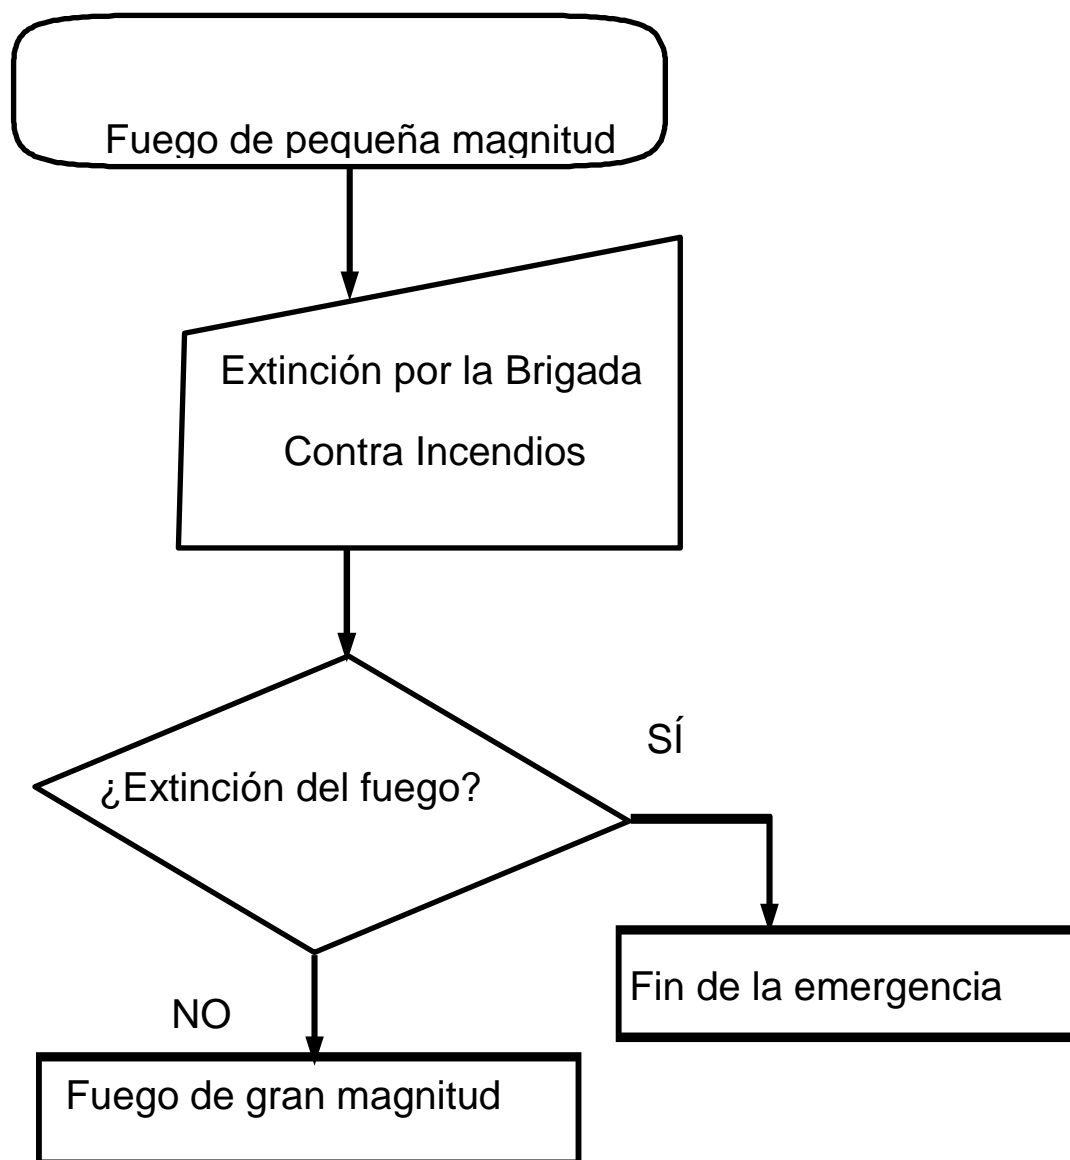 Fuego de pequeña magnitud
Extinción por la Brigada
Contra Incendios
¿Extinción del fuego?
SÍ
Fin de la emergencia
NO
Fuego de gran magnitud